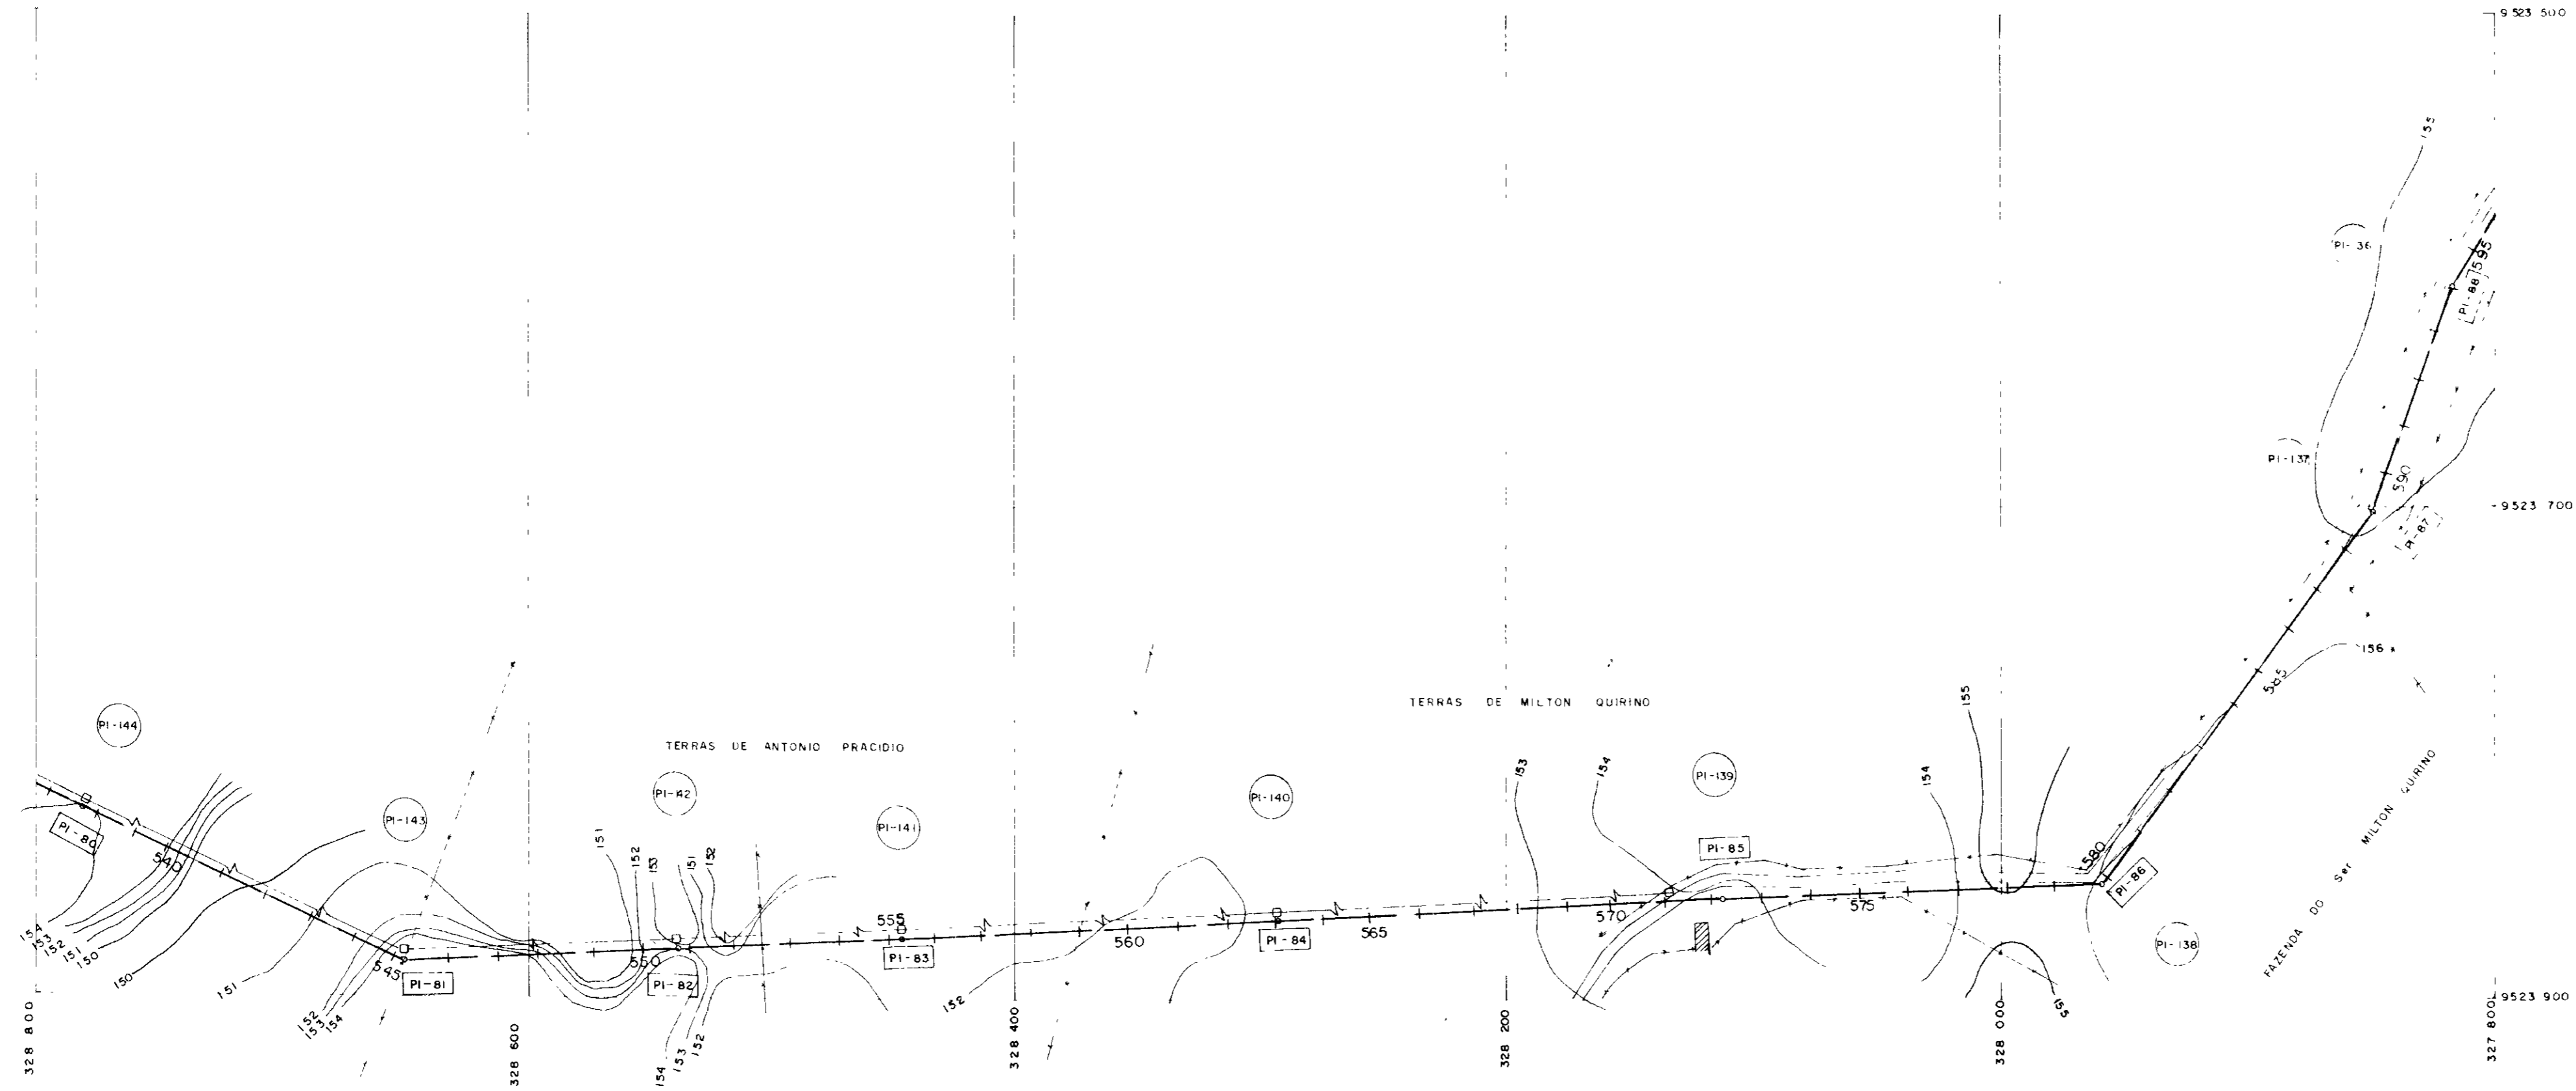 9 523 500
155
PI- 36
595
PI-88
PI-137
590
9523 700
PI-87
156
585
TERRAS DE MILTON QUIRINO
155
PI-144
TERRAS DE ANTONIO PRACIDIO
153
154
PI-139
154
FAZENDA DO Ser MILTON QUIRINO
PI-143
PI-142
PI-141
PI-140
PI-80
540
151
152
153
151
152
PI-85
580
PI-86
555
560
565
570
575
PI-84
PI-83
PI-138
154
153
152
151
150
150
151
545
PI-81
550
PI-82
152
153
154
154
153
152
152
155
9523 900
328 800
328 600
328 400
328 200
328 000
327 800